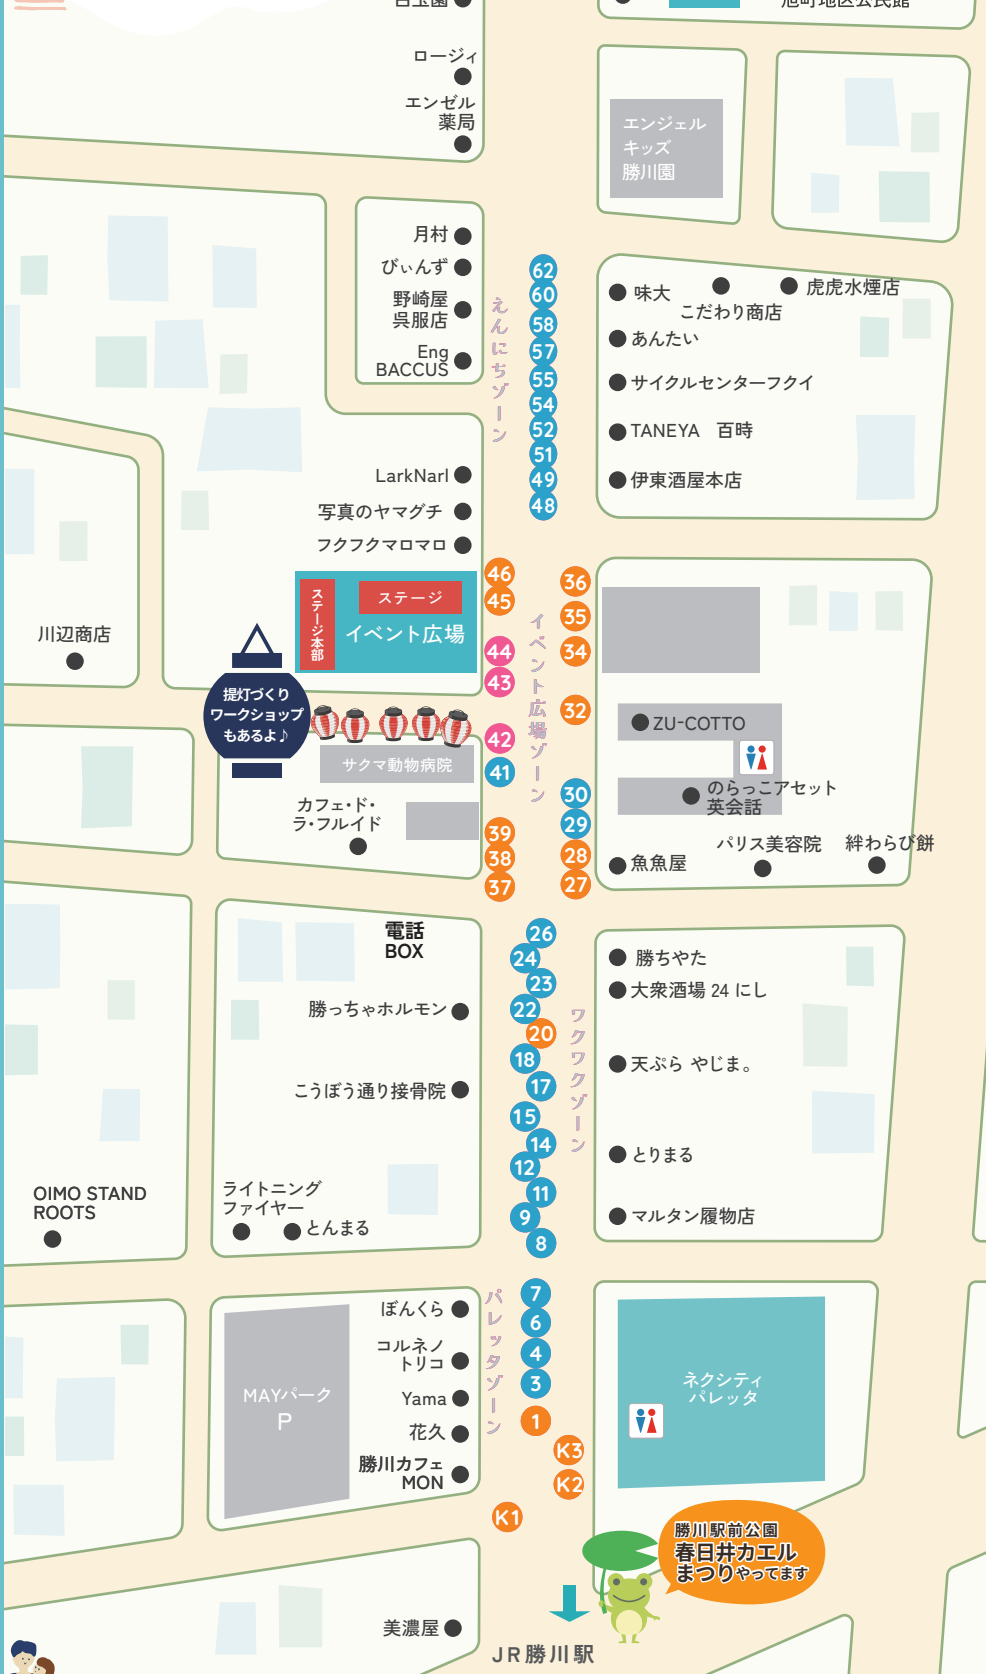 白玉園
旭町地区公民館
ロージィ
エンゼル
薬局
エンジェル
キッズ
勝川園
月村
びぃんず
野崎屋
呉服店
Eng
BACCUS
えんにちゾーン
62
60
58
57
55
54
52
51
49
48
味大
こだわり商店
虎虎水煙店
あんたい
サイクルセンターフクイ
TANEYA 百時
伊東酒屋本店
LarkNarl
写真のヤマグチ
フクフクマロマロ
ステージ本部
ステージ
イベント広場
川辺商店
提灯づくり
ワークショップ
もあるよ♪
46
45
44
43
42
41
39
38
37
イベント広場ゾーン
36
35
34
32
30
29
28
27
ZU-COTTO
のらっこアセット
英会話
パリス美容院
絆わらび餅
魚魚屋
サクマ動物病院
カフェ・ド・
ラ・フルイド
電話
BOX
勝っちゃホルモン
こうぼう通り接骨院
ライトニング
ファイヤー
とんまる
OIMO STAND
ROOTS
26
24
23
22
20
18
17
15
14
12
11
9
8
ワクワクゾーン
勝ちやた
大衆酒場 24 にし
天ぷら やじま。
とりまる
マルタン履物店
MAYパーク
P
ぼんくら
コルネノ
トリコ
Yama
花久
勝川カフェ
MON
パレッタゾーン
7
6
4
3
1
K3
K2
K1
ネクシティ
パレッタ
勝川駅前公園
春日井カエル
まつりやってます
美濃屋
JR勝川駅